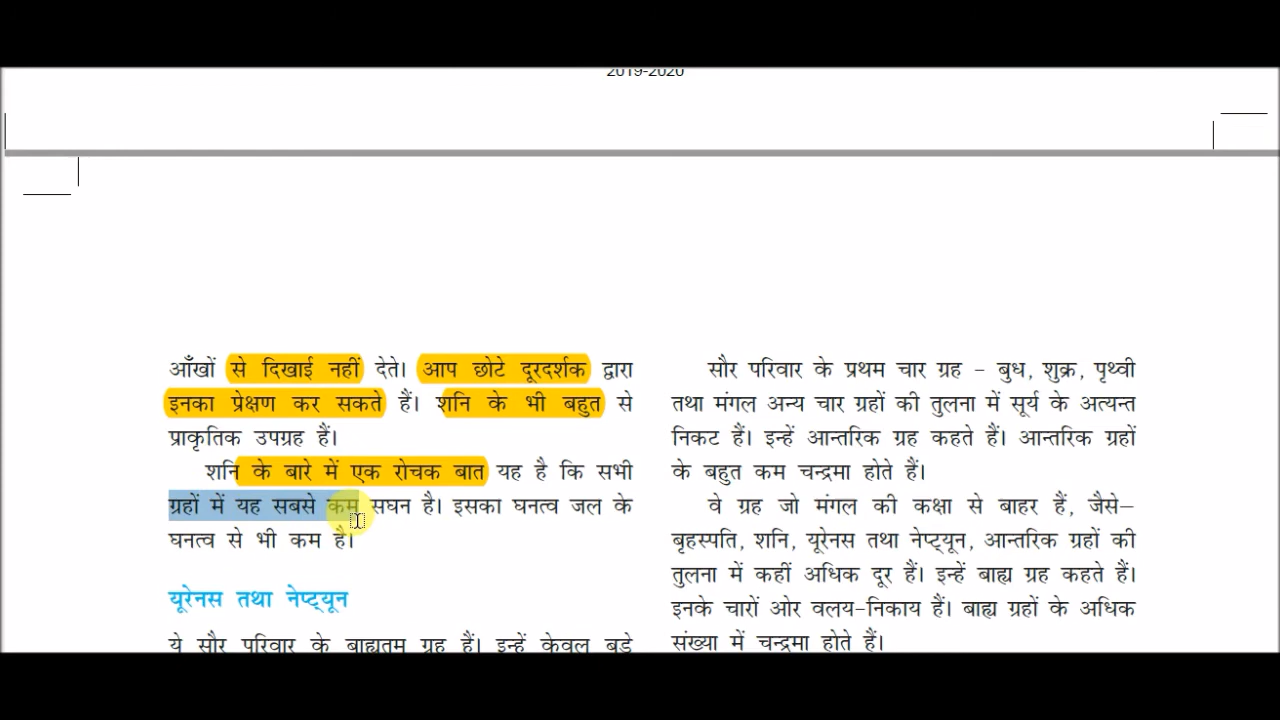 2019-2020
आँखों से दिखाई नहीं देते। आप छोटे दूरदर्शक द्वारा
इनका प्रेक्षण कर सकते हैं। शनि के भी बहुत से
प्राकृतिक उपग्रह हैं।
शनि के बारे में एक रोचक बात यह है कि सभी
ग्रहों में यह सबसे कम सघन है। इसका घनत्व जल के
घनत्व से भी कम है।
यूरेनस तथा नेप्ट्यून
ये सौर परिवार के बाह्यतम ग्रह हैं। इन्हें केवल बड़े
सौर परिवार के प्रथम चार ग्रह – बुध, शुक्र, पृथ्वी
तथा मंगल अन्य चार ग्रहों की तुलना में सूर्य के अत्यन्त
निकट हैं। इन्हें आन्तरिक ग्रह कहते हैं। आन्तरिक ग्रहों
के बहुत कम चन्द्रमा होते हैं।
वे ग्रह जो मंगल की कक्षा से बाहर हैं, जैसे–
बृहस्पति, शनि, यूरेनस तथा नेप्ट्यून, आन्तरिक ग्रहों की
तुलना में कहीं अधिक दूर हैं। इन्हें बाह्य ग्रह कहते हैं।
इनके चारों ओर वलय-निकाय हैं। बाह्य ग्रहों के अधिक
संख्या में चन्द्रमा होते हैं।